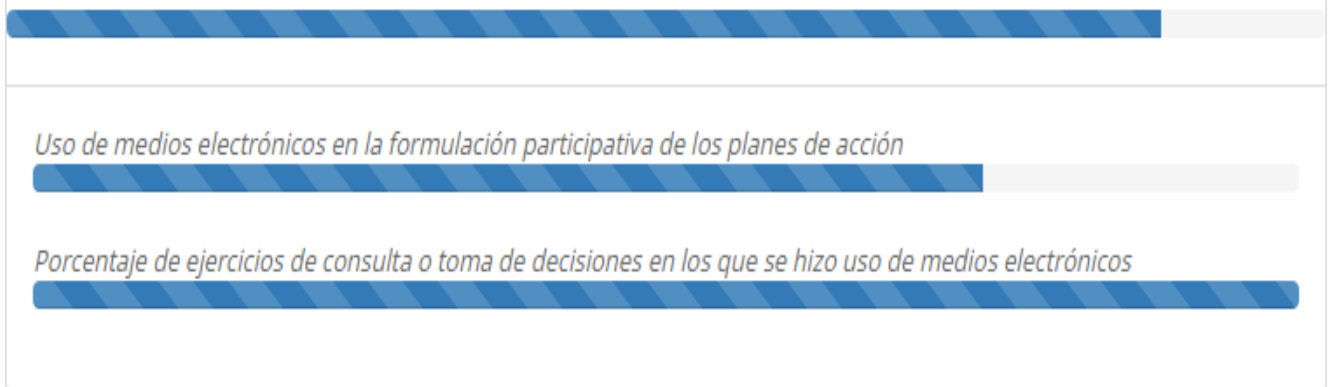 Uso de medios electrónicos en la formulación participativa de los planes de acción
Porcentaje de ejercicios de consulta o toma de decisiones en los que se hizo uso de medios electrónicos